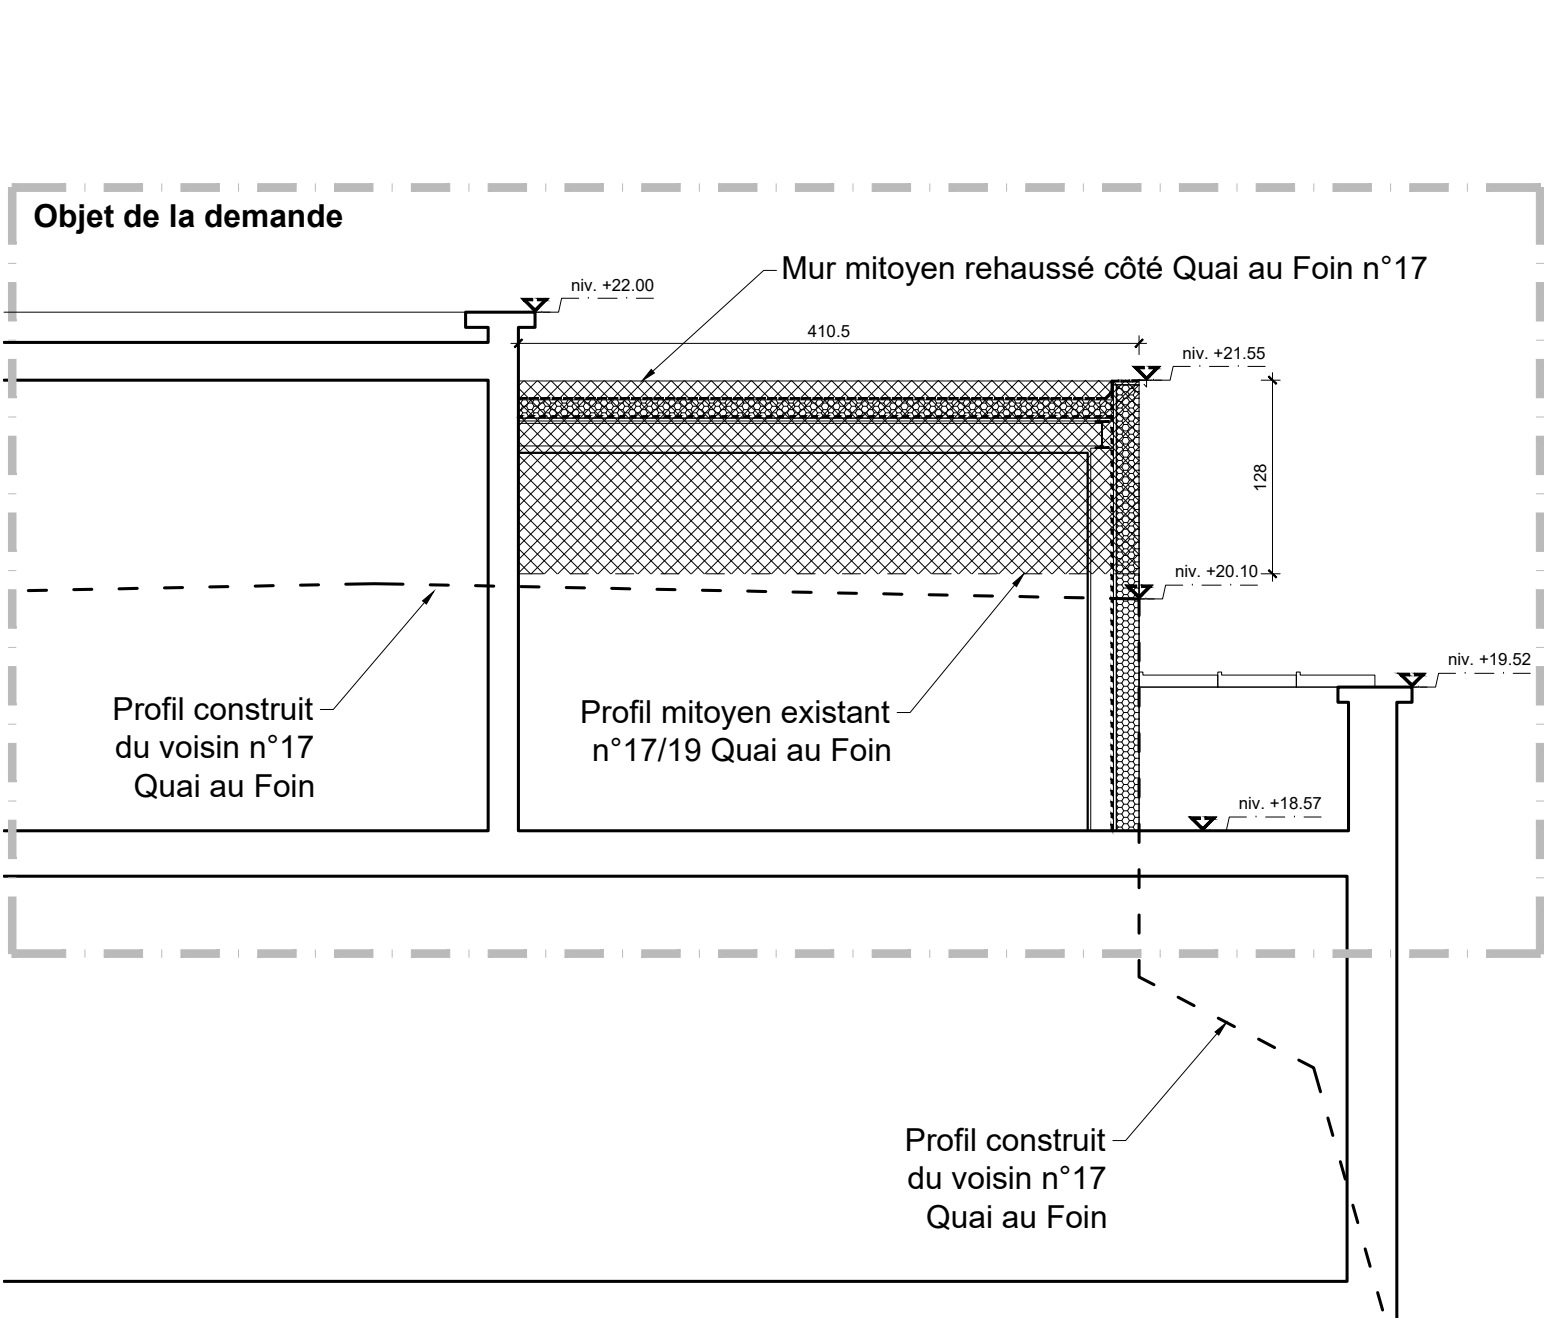 Objet de la demande
Mur mitoyen rehaussé côté Quai au Foin n°17
niv. +22.00
410.5
niv. +21.55
128
niv. +20.10
niv. +19.52
Profil construit
du voisin n°17
Quai au Foin
Profil mitoyen existant
n°17/19 Quai au Foin
niv. +18.57
Profil construit
du voisin n°17
Quai au Foin